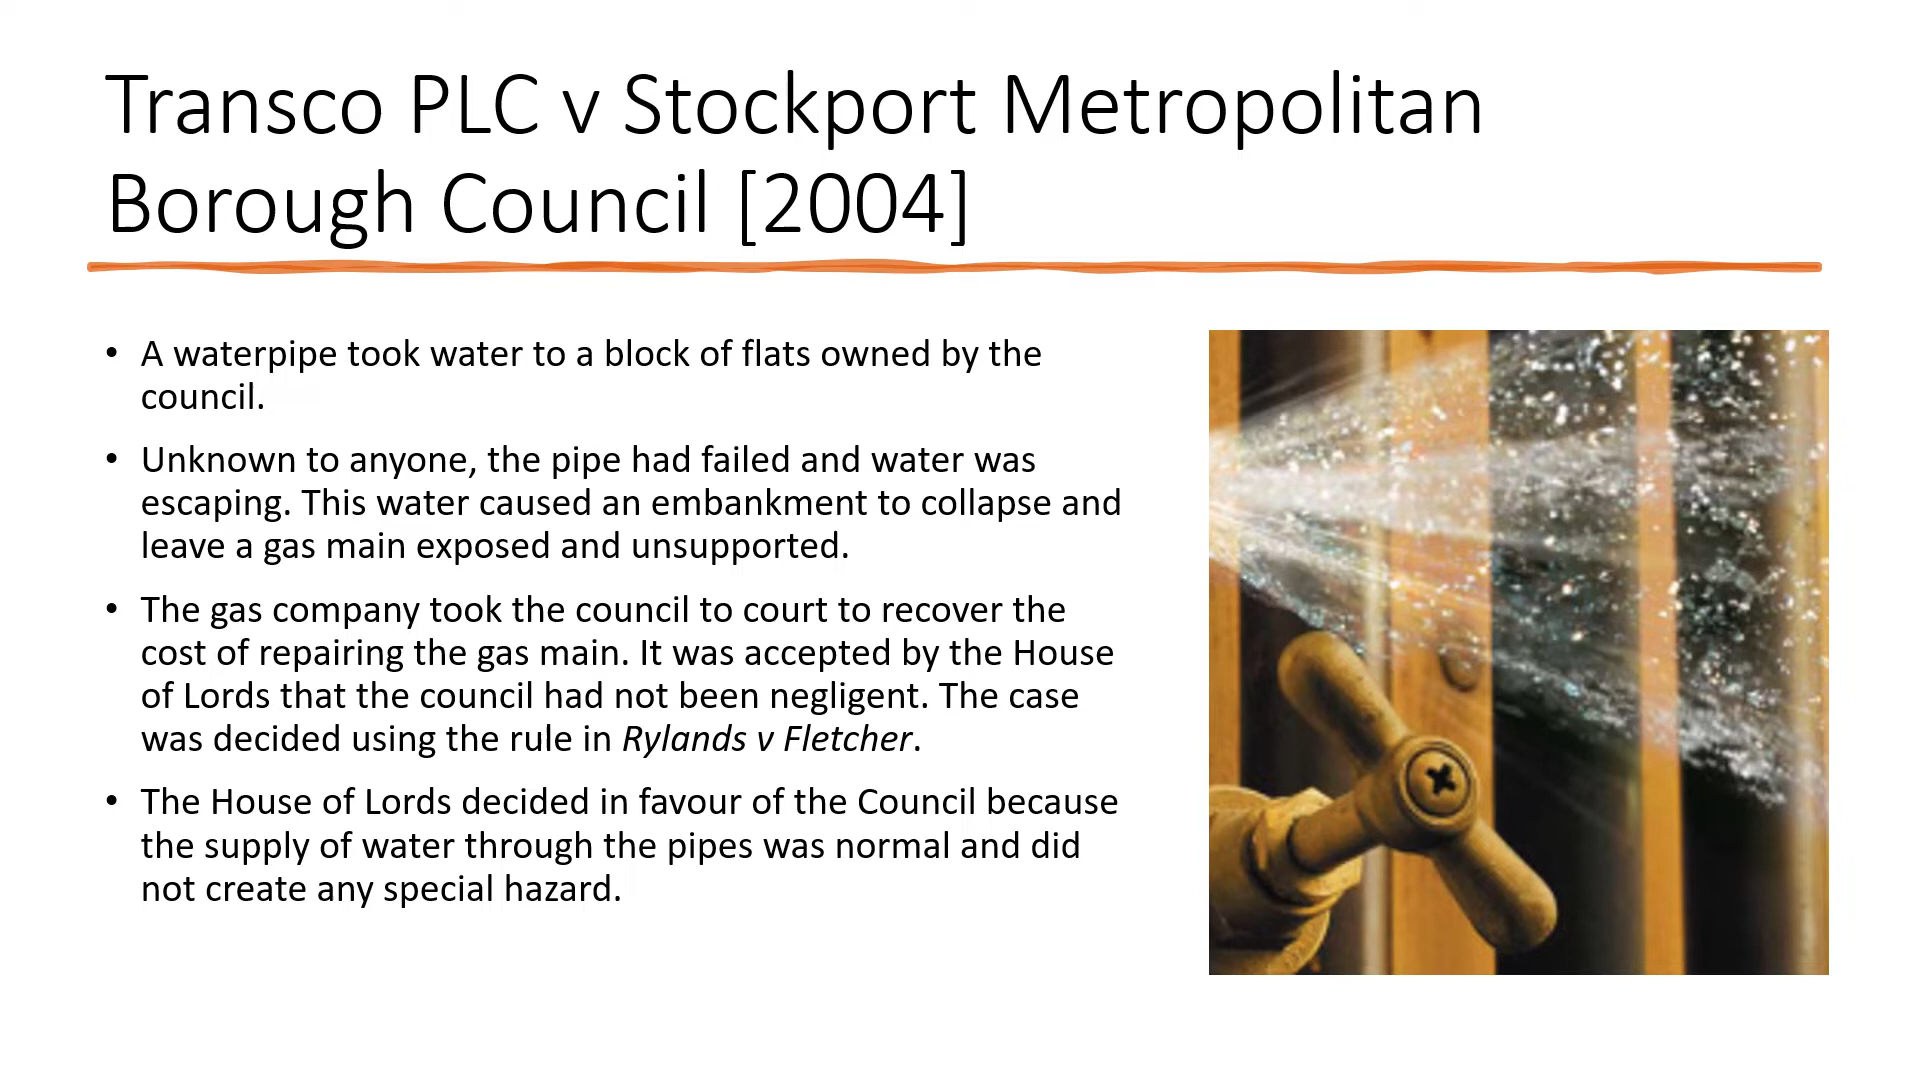 Transco PLC v Stockport Metropolitan
Borough Council [2004]
• A waterpipe took water to a block of flats owned by the
council.
• Unknown to anyone, the pipe had failed and water was
escaping. This water caused an embankment to collapse and
leave a gas main exposed and unsupported.
• The gas company took the council to court to recover the
cost of repairing the gas main. It was accepted by the House
of Lords that the council had not been negligent. The case
was decided using the rule in Rylands v Fletcher.
• The House of Lords decided in favour of the Council because
the supply of water through the pipes was normal and did
not create any special hazard.